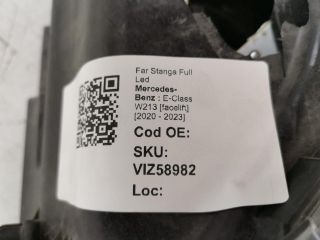 Far Stanga Full
Led
Mercedes-
Benz : E-Class
W213 [facelift]
[2020 - 2023]
Cod OE:
SKU:
VIZ58982
Loc: